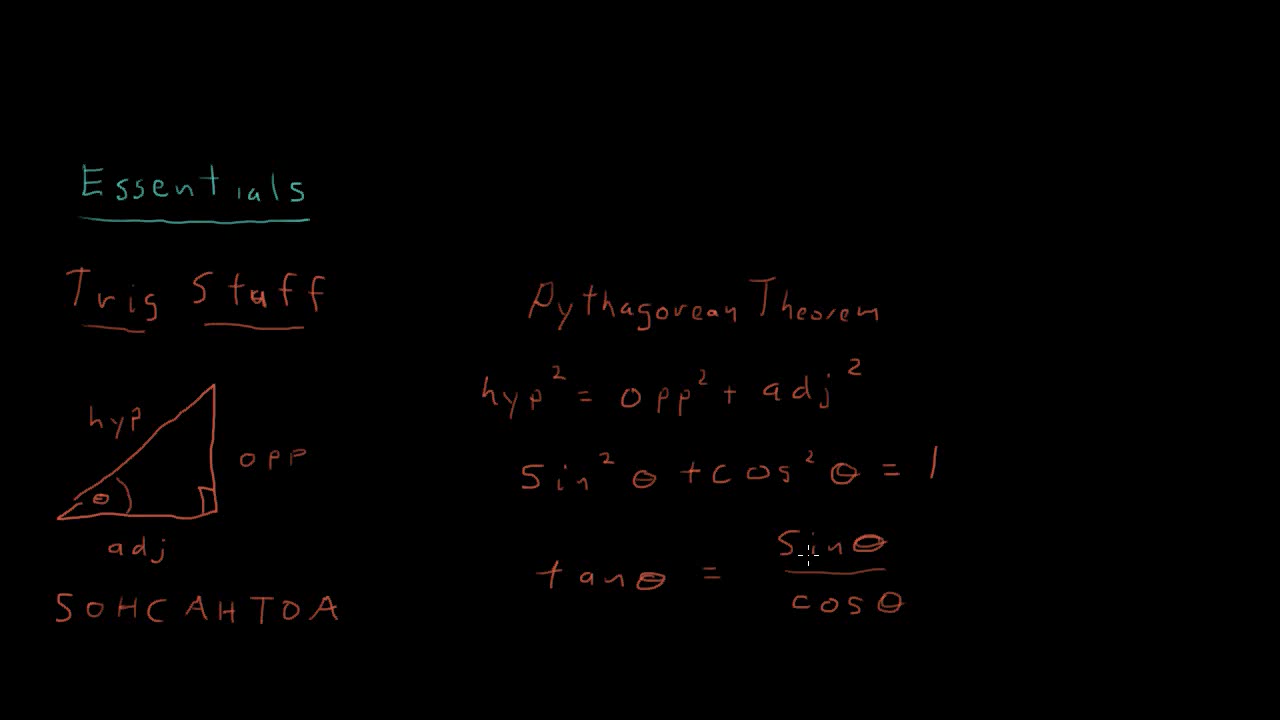 Essentials
Trig Stuff
hyp
opp
θ
adj
SOHCAHTOA
Pythagorean Theorem
hyp² = opp² + adj²
sin²θ + cos²θ = 1
tanθ = sinθ
cosθ